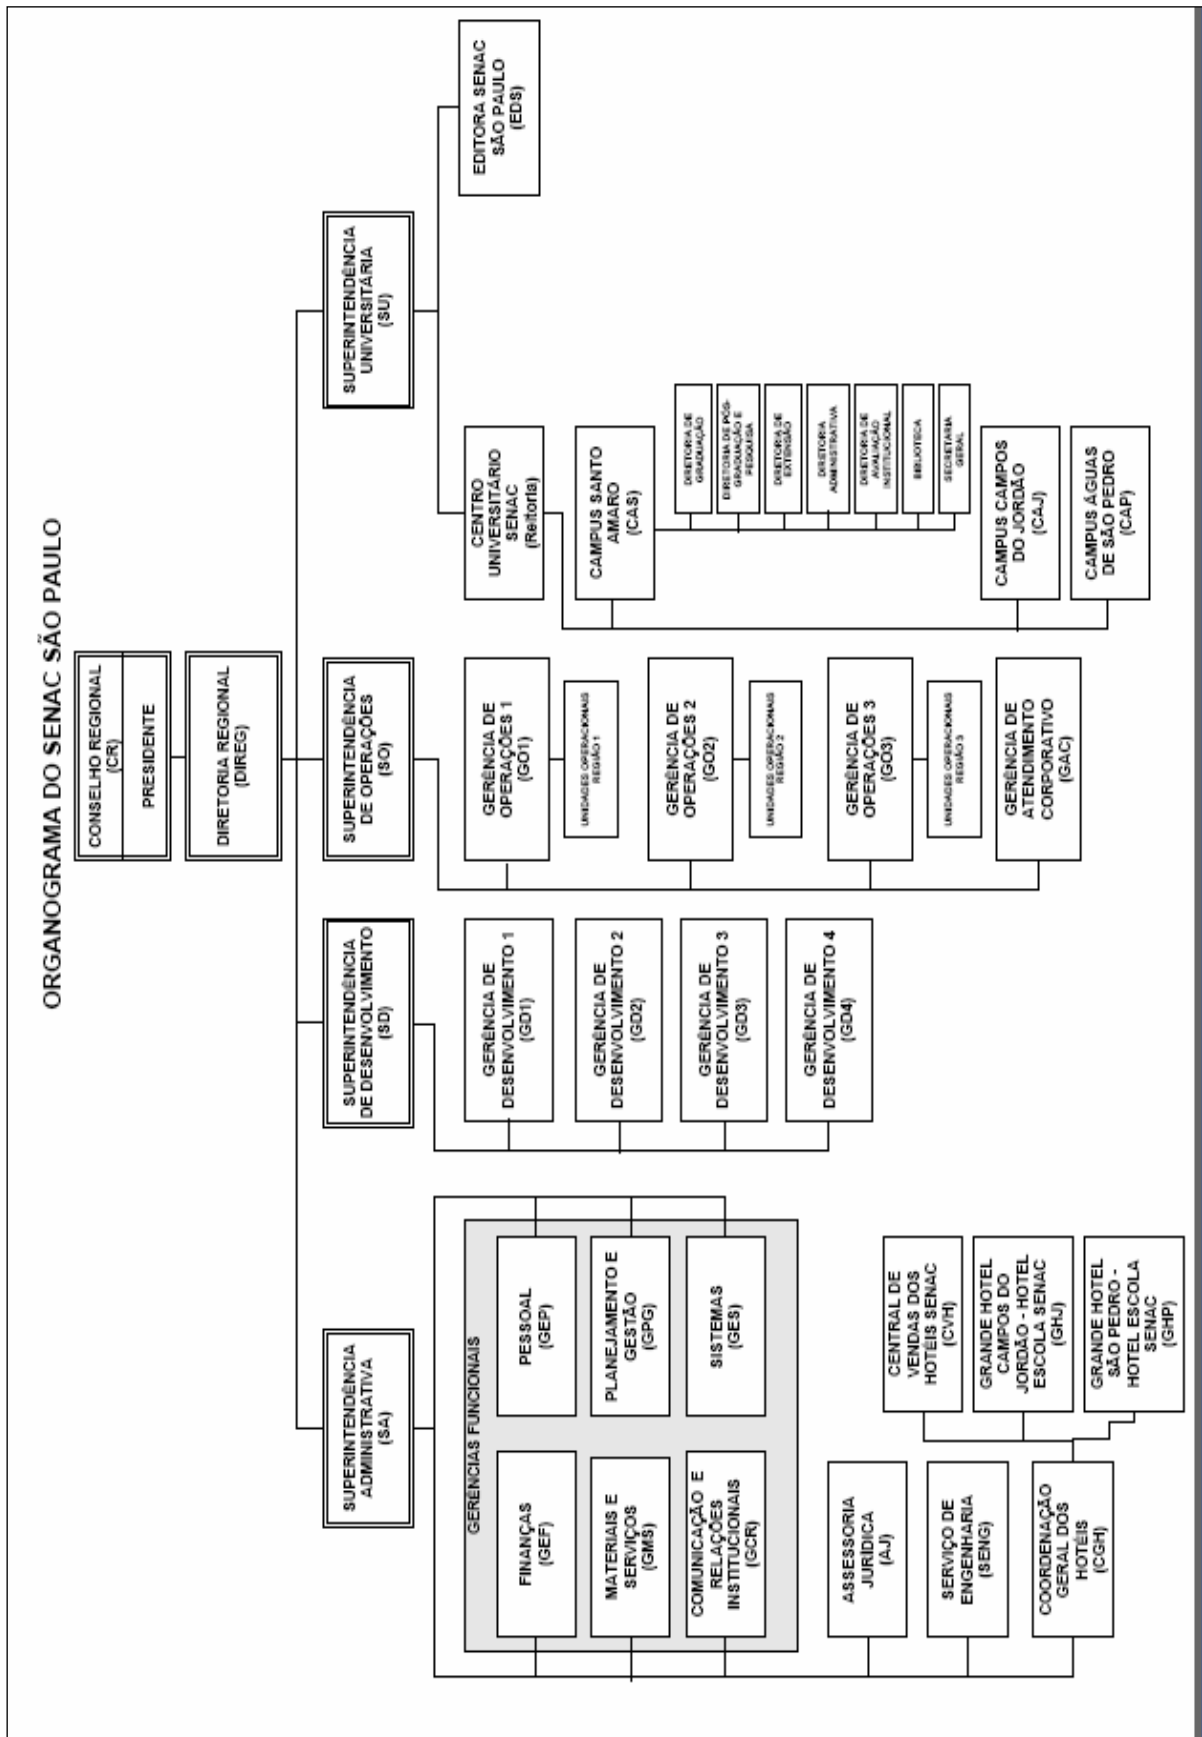 ORGANOGRAMA DO SENAC SÃO PAULO
CONSELHO REGIONAL
(CR)
PRESIDENTE
DIRETORIA REGIONAL
(DIREG)
SUPERINTENDÊNCIA
ADMINISTRATIVA
(SA)
SUPERINTENDÊNCIA
DE DESENVOLVIMENTO
(SD)
SUPERINTENDÊNCIA
DE OPERAÇÕES
(SO)
SUPERINTENDÊNCIA
UNIVERSITÁRIA
(SU)
GERÊNCIAS FUNCIONAIS
FINANÇAS
(GEF)
PESSOAL
(GEP)
MATERIAIS E
SERVIÇOS
(GMS)
PLANEJAMENTO E
GESTÃO
(GPG)
COMUNICAÇÃO E
RELAÇÕES
INSTITUCIONAIS
(GCR)
SISTEMAS
(GES)
ASSESSORIA
JURÍDICA
(AJ)
SERVIÇO DE
ENGENHARIA
(SENG)
COORDENAÇÃO
GERAL DOS
HOTÉIS
(CGH)
CENTRAL DE
VENDAS DOS
HOTÉIS SENAC
(CVH)
GRANDE HOTEL
CAMPOS DO
JORDÃO - HOTEL
ESCOLA SENAC
(GHJ)
GRANDE HOTEL
SÃO PEDRO -
HOTEL ESCOLA
SENAC
(GHP)
GERÊNCIA DE
DESENVOLVIMENTO 1
(GD1)
GERÊNCIA DE
DESENVOLVIMENTO 2
(GD2)
GERÊNCIA DE
DESENVOLVIMENTO 3
(GD3)
GERÊNCIA DE
DESENVOLVIMENTO 4
(GD4)
GERÊNCIA DE
OPERAÇÕES 1
(GO1)
UNIDADES OPERACIONAIS
REGIÃO 1
GERÊNCIA DE
OPERAÇÕES 2
(GO2)
UNIDADES OPERACIONAIS
REGIÃO 2
GERÊNCIA DE
OPERAÇÕES 3
(GO3)
UNIDADES OPERACIONAIS
REGIÃO 3
GERÊNCIA DE
ATENDIMENTO
CORPORATIVO
(GAC)
CENTRO
UNIVERSITÁRIO
SENAC
(Reitoria)
CAMPUS SANTO
AMARO
(CAS)
DIRETORIA DE
GRADUAÇÃO
DIRETORIA DE PÓS-
GRADUAÇÃO E
PESQUISA
DIRETORIA DE
EXTENSÃO
DIRETORIA
ADMINISTRATIVA
DIRETORIA DE
AVALIAÇÃO
INSTITUCIONAL
BIBLIOTECA
SECRETARIA
GERAL
CAMPUS CAMPOS
DO JORDÃO
(CAJ)
CAMPUS ÁGUAS
DE SÃO PEDRO
(CAP)
EDITORA SENAC
SÃO PAULO
(EDS)